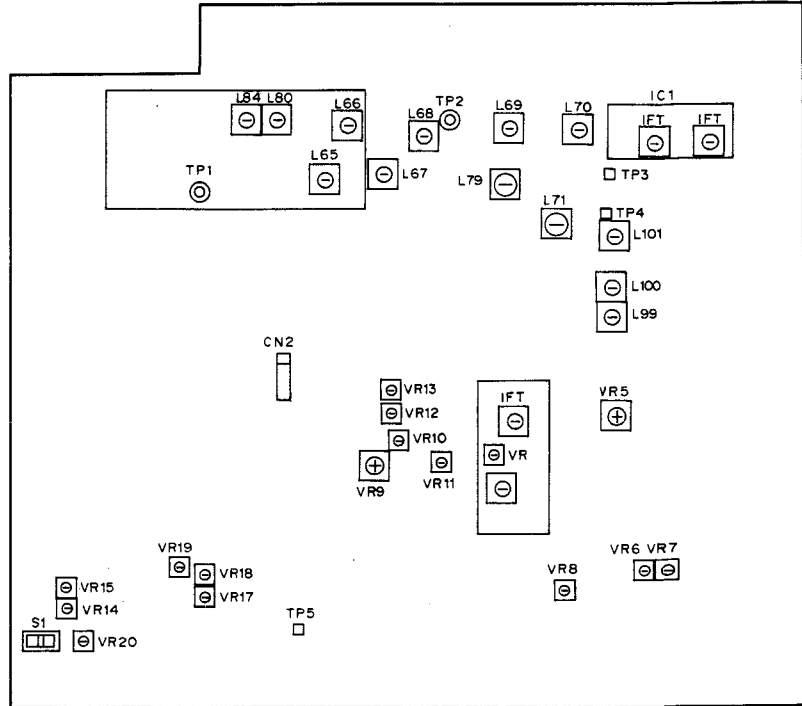 L84 L80
L66
L68
TP2
L69
L70
IC1
IFT IFT
TP1
L65
L67
L79
TP3
L71
TP4
L101
L100
L99
CN2
VR13
VR12
VR10
VR9
VR11
IFT
VR
VR5
VR19
VR18
VR17
VR15
VR14
S1
VR20
TP5
VR8
VR6 VR7